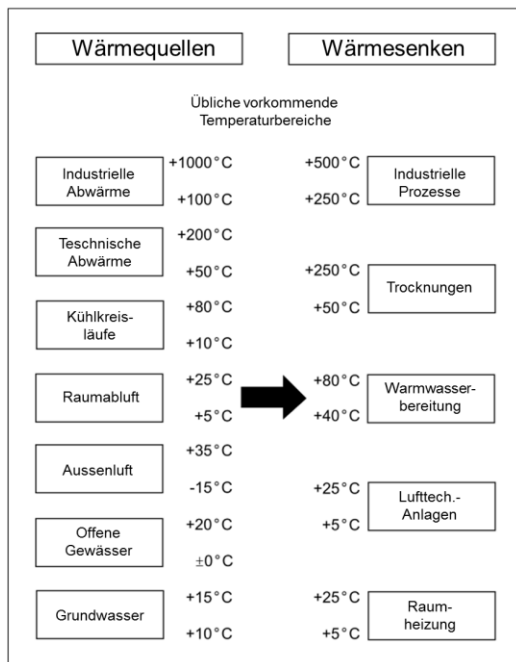 Wärmequellen
Wärmesenken
Übliche vorkommende
Temperaturbereiche
Industrielle
Abwärme
+1000°C
+100°C
+500°C
+250°C
Industrielle
Prozesse
Teschnische
Abwärme
+200°C
+50°C
+250°C
+50°C
Trocknungen
Kühlkreis-
läufe
+80°C
+10°C
Raumabluft
+25°C
+5°C
+80°C
+40°C
Warmwasser-
bereitung
Aussenluft
+35°C
-15°C
+25°C
+5°C
Lufttech.-
Anlagen
Offene
Gewässer
+20°C
±0°C
Grundwasser
+15°C
+10°C
+25°C
+5°C
Raum-
heizung